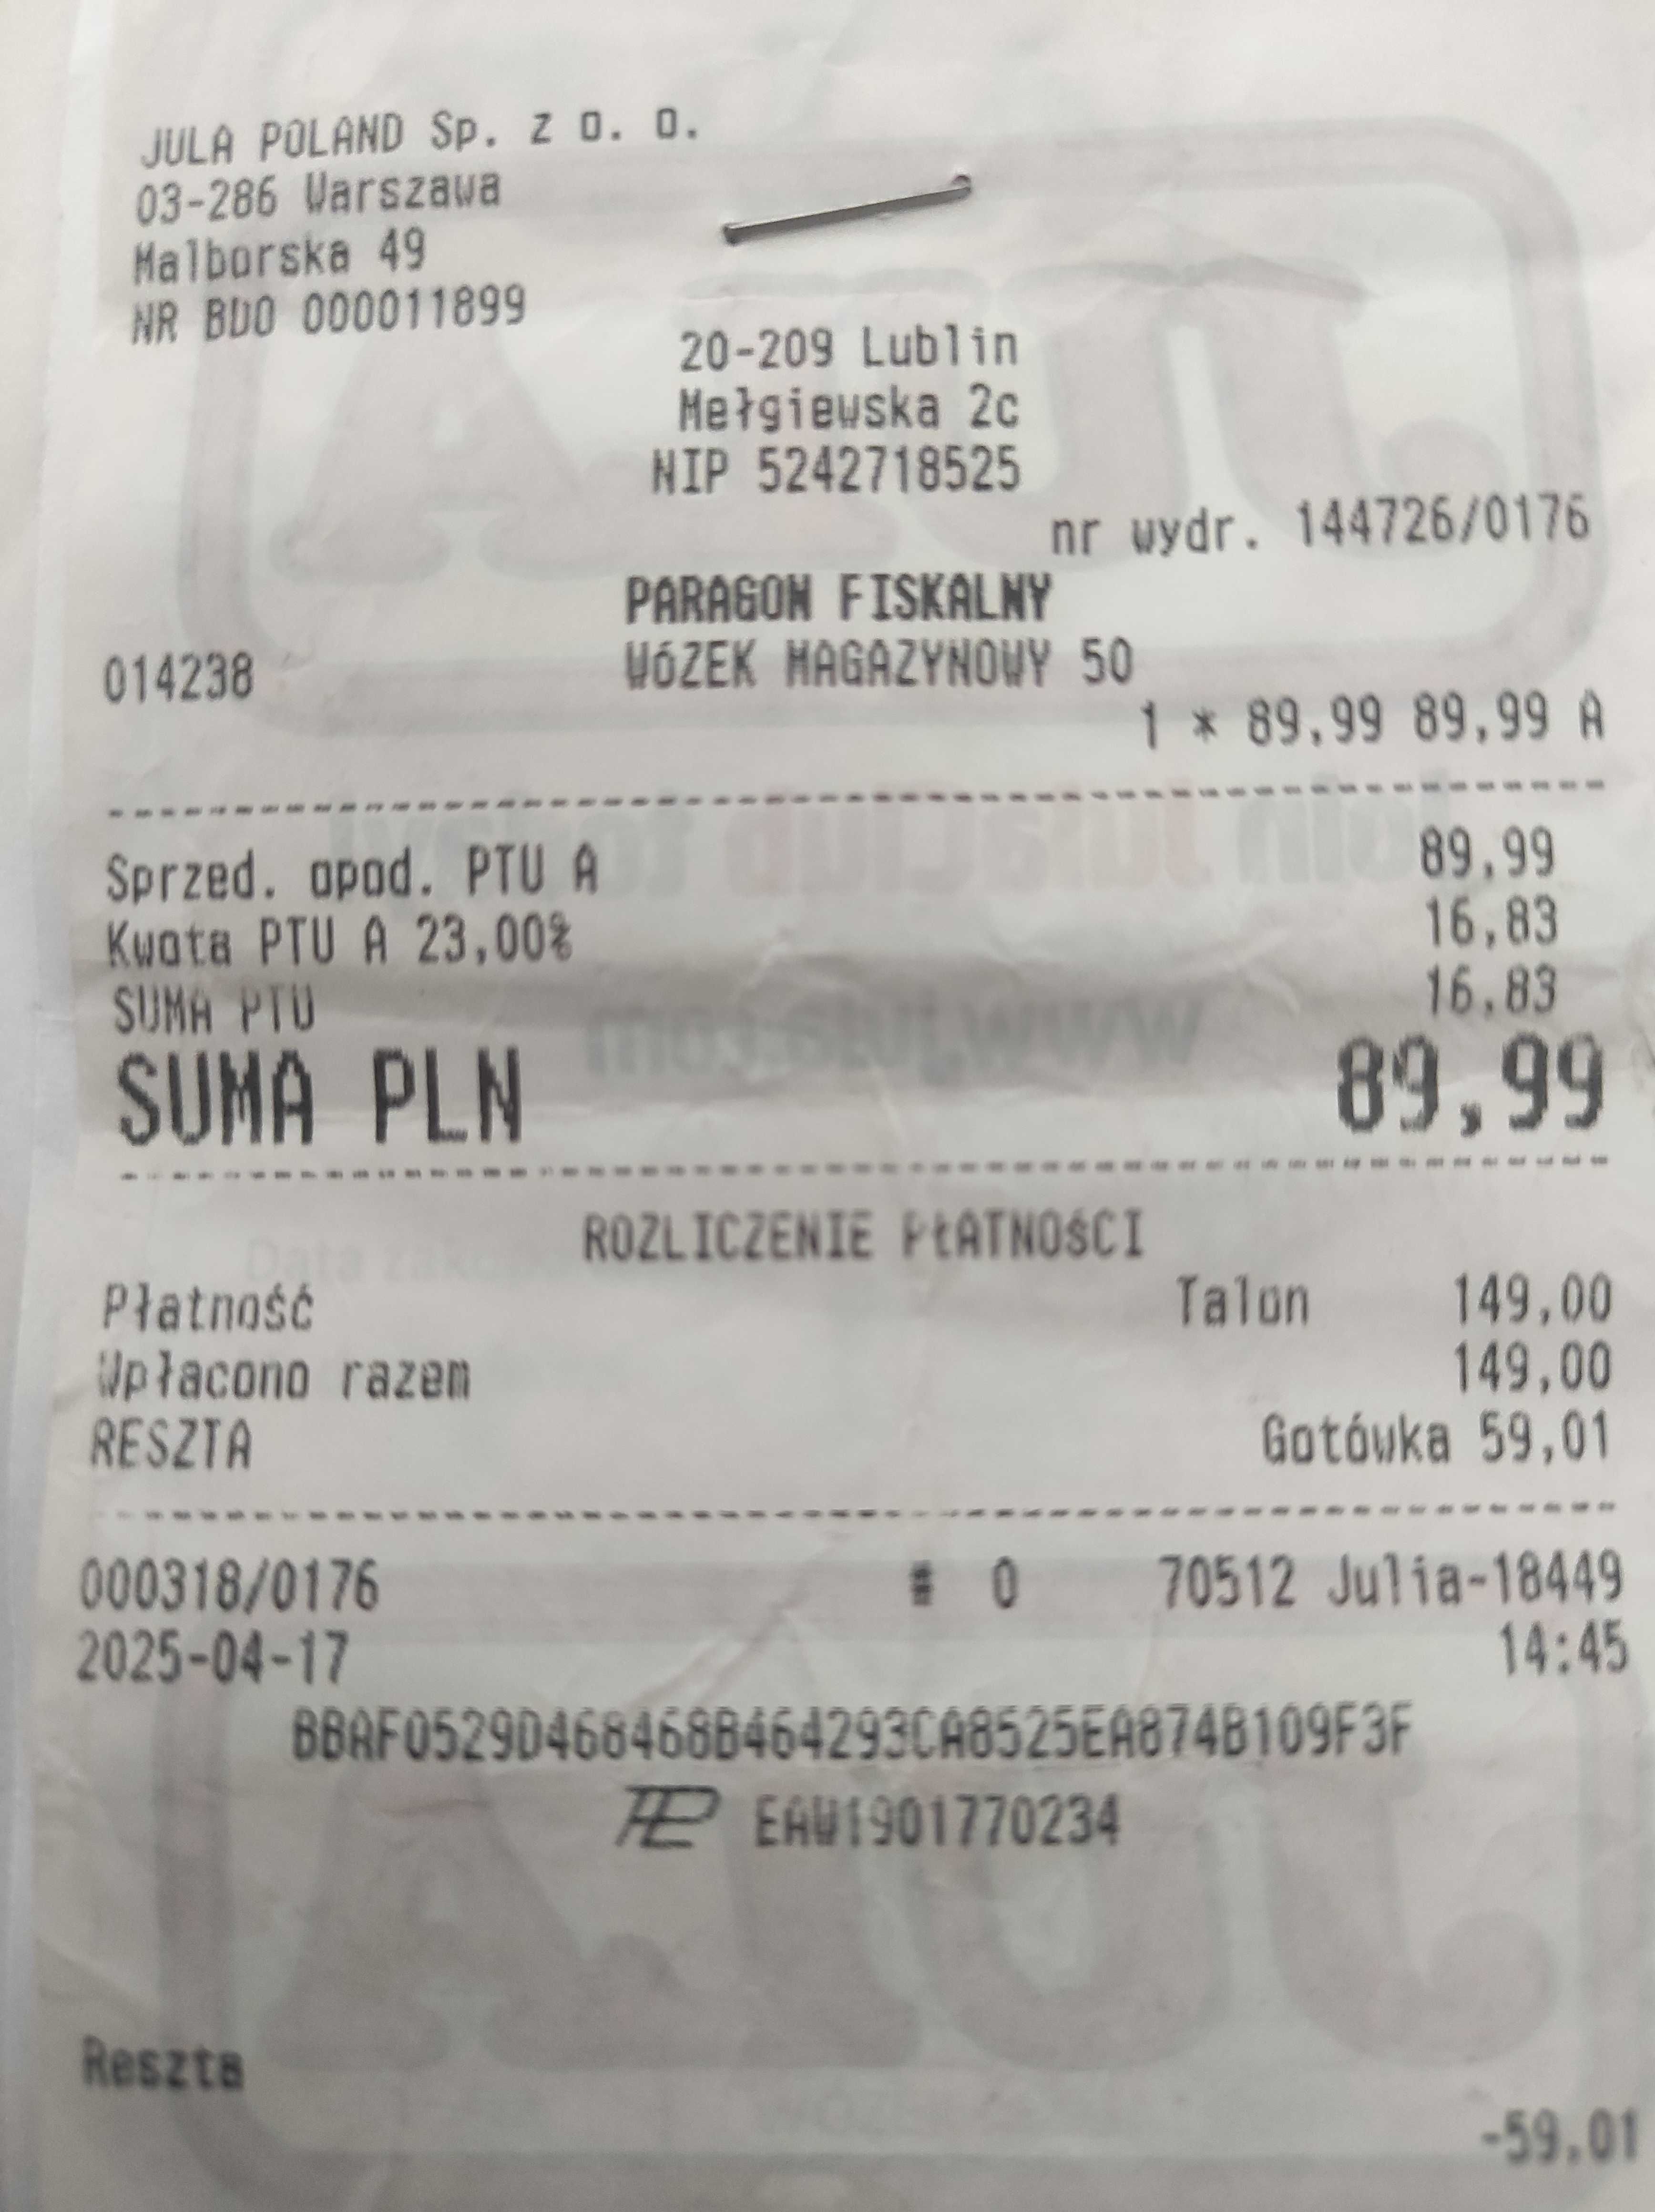 JULA POLAND Sp. z o. o.
03-286 Warszawa
Malborska 49
NR BDO 000011899
20-209 Lublin
Mełgiewska 2c
NIP 5242718525
nr wydr. 144726/0176
PARAGON FISKALNY
014238 WÓZEK MAGAZYNOWY 50
1 * 89,99 89,99 A
Sprzed. opod. PTU A 89,99
Kwota PTU A 23,00% 16,83
SUMA PTU 16,83
SUMA PLN 89,99
ROZLICZENIE PŁATNOŚCI
Płatność Talon 149,00
Wpłacono razem 149,00
RESZTA Gotówka 59,01
000318/0176 # 0 70512 Julia-18449
2025-04-17 14:45
BBAF0529D468468B464293CA8525EA874B109F3F
EAW1901770234
Reszta
-59.01